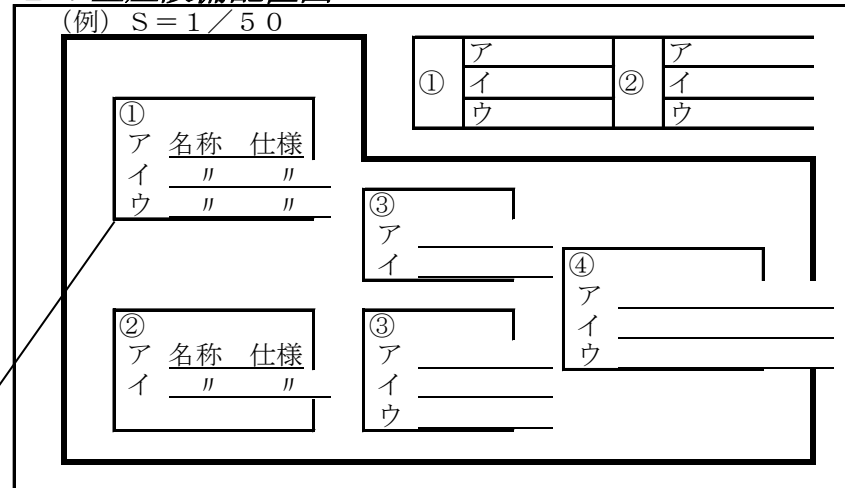 (例) S=1/50
① ア ② ア
イ イ
ウ ウ
①
ア 名称 仕様
イ 〃 〃
ウ 〃 〃
③
ア
イ
④
ア
イ
ウ
②
ア 名称 仕様
イ 〃 〃
③
ア
イ
ウ